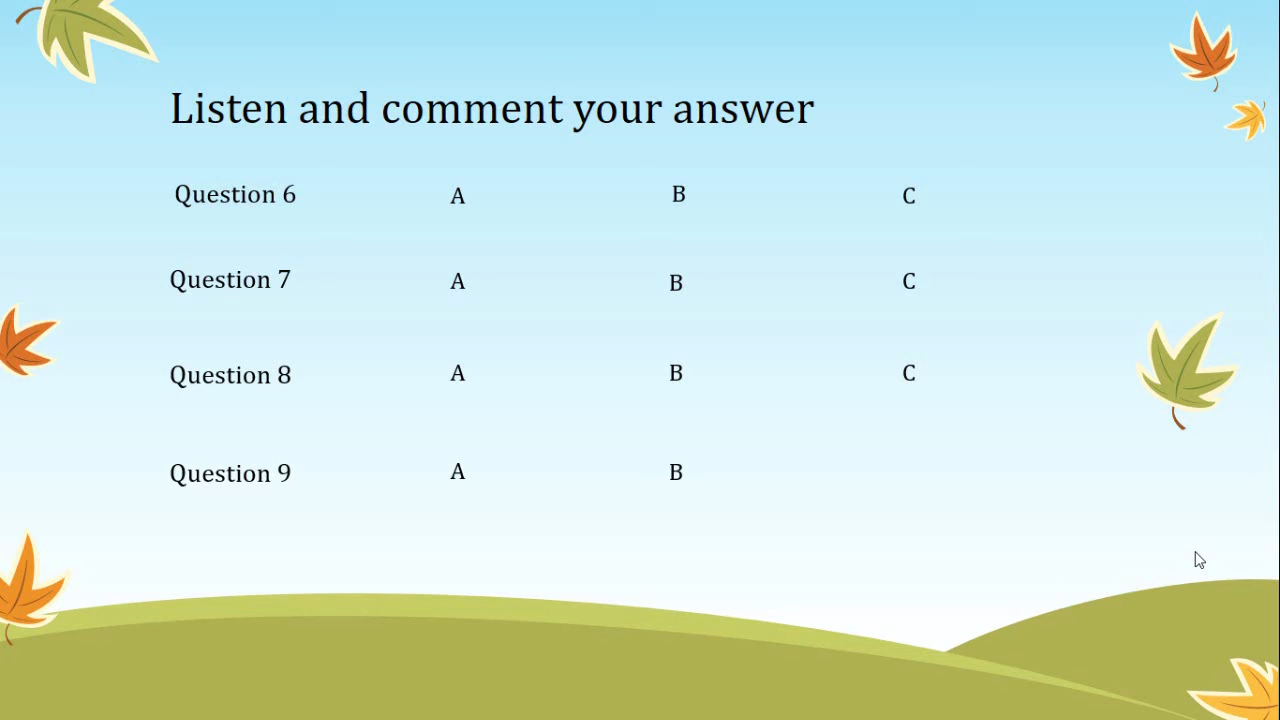 Listen and comment your answer
Question 6 A B C
Question 7 A B C
Question 8 A B C
Question 9 A B